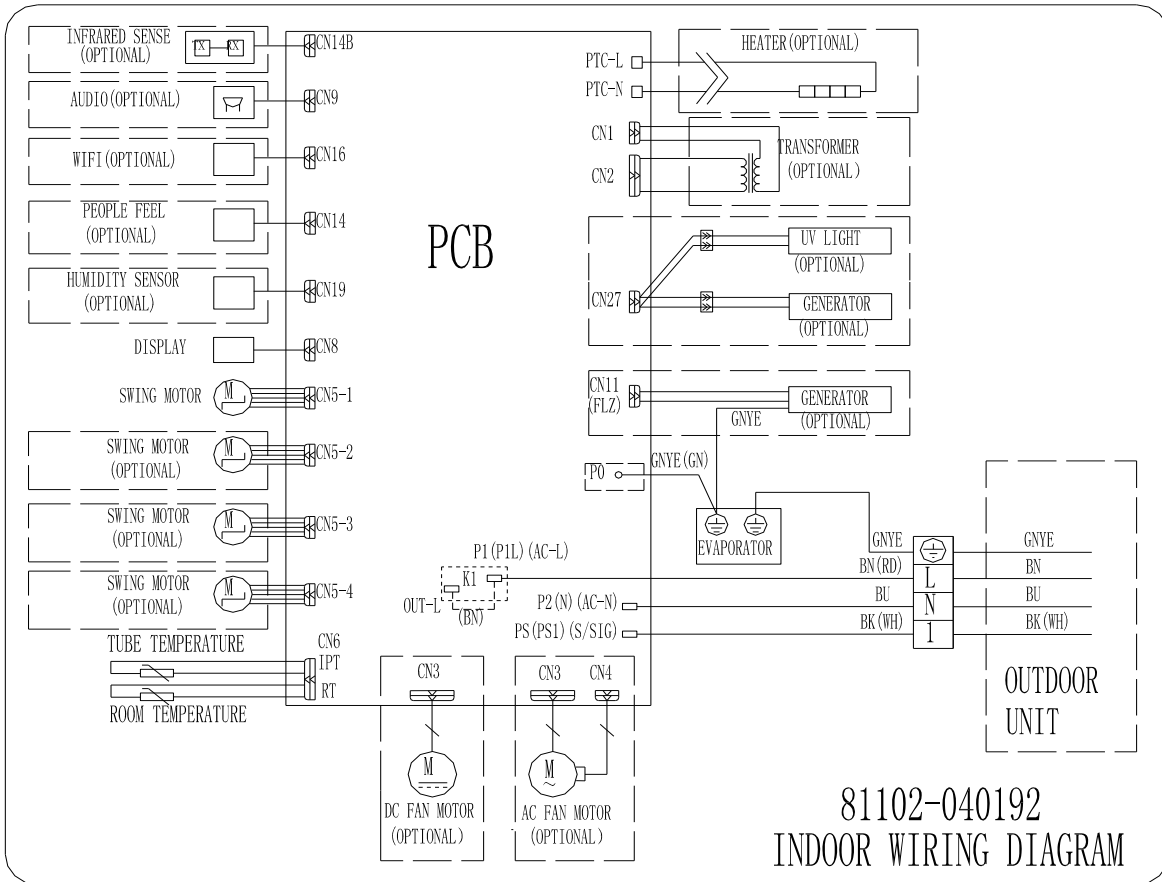 INFRARED SENSE
(OPTIONAL)
TX
RX
CN14B
AUDIO(OPTIONAL)
CN9
WIFI(OPTIONAL)
CN16
PEOPLE FEEL
(OPTIONAL)
CN14
HUMIDITY SENSOR
(OPTIONAL)
CN19
DISPLAY
CN8
SWING MOTOR
M
CN5-1
SWING MOTOR
(OPTIONAL)
M
CN5-2
SWING MOTOR
(OPTIONAL)
M
CN5-3
SWING MOTOR
(OPTIONAL)
M
CN5-4
TUBE TEMPERATURE
CN6
IPT
RT
ROOM TEMPERATURE
PCB
PTC-L
PTC-N
HEATER(OPTIONAL)
CN1
CN2
TRANSFORMER
(OPTIONAL)
CN27
UV LIGHT
(OPTIONAL)
GENERATOR
(OPTIONAL)
CN11
(FLZ)
GENERATOR
(OPTIONAL)
GNYE
P0
GNYE(GN)
EVAPORATOR
P1(P1L)(AC-L)
K1
OUT-L
(BN)
P2(N)(AC-N)
PS(PS1)(S/SIG)
GNYE
BN(RD)
BU
BK(WH)
L
N
1
GNYE
BN
BU
BK(WH)
OUTDOOR
UNIT
CN3
M
DC FAN MOTOR
(OPTIONAL)
CN3
CN4
M
~
AC FAN MOTOR
(OPTIONAL)
81102-040192
INDOOR WIRING DIAGRAM